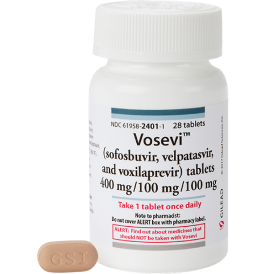 NDC 61958-2401-1 28 tablets
Vosevi™
(sofosbuvir, velpatasvir,
and voxilaprevir) tablets
400 mg/100 mg/100 mg
Take 1 tablet once daily
Note to pharmacist:
Do not cover ALERT box with pharmacy label.
ALERT: Find out about medicines that
should NOT be taken with Vosevi
GILEAD
GSI